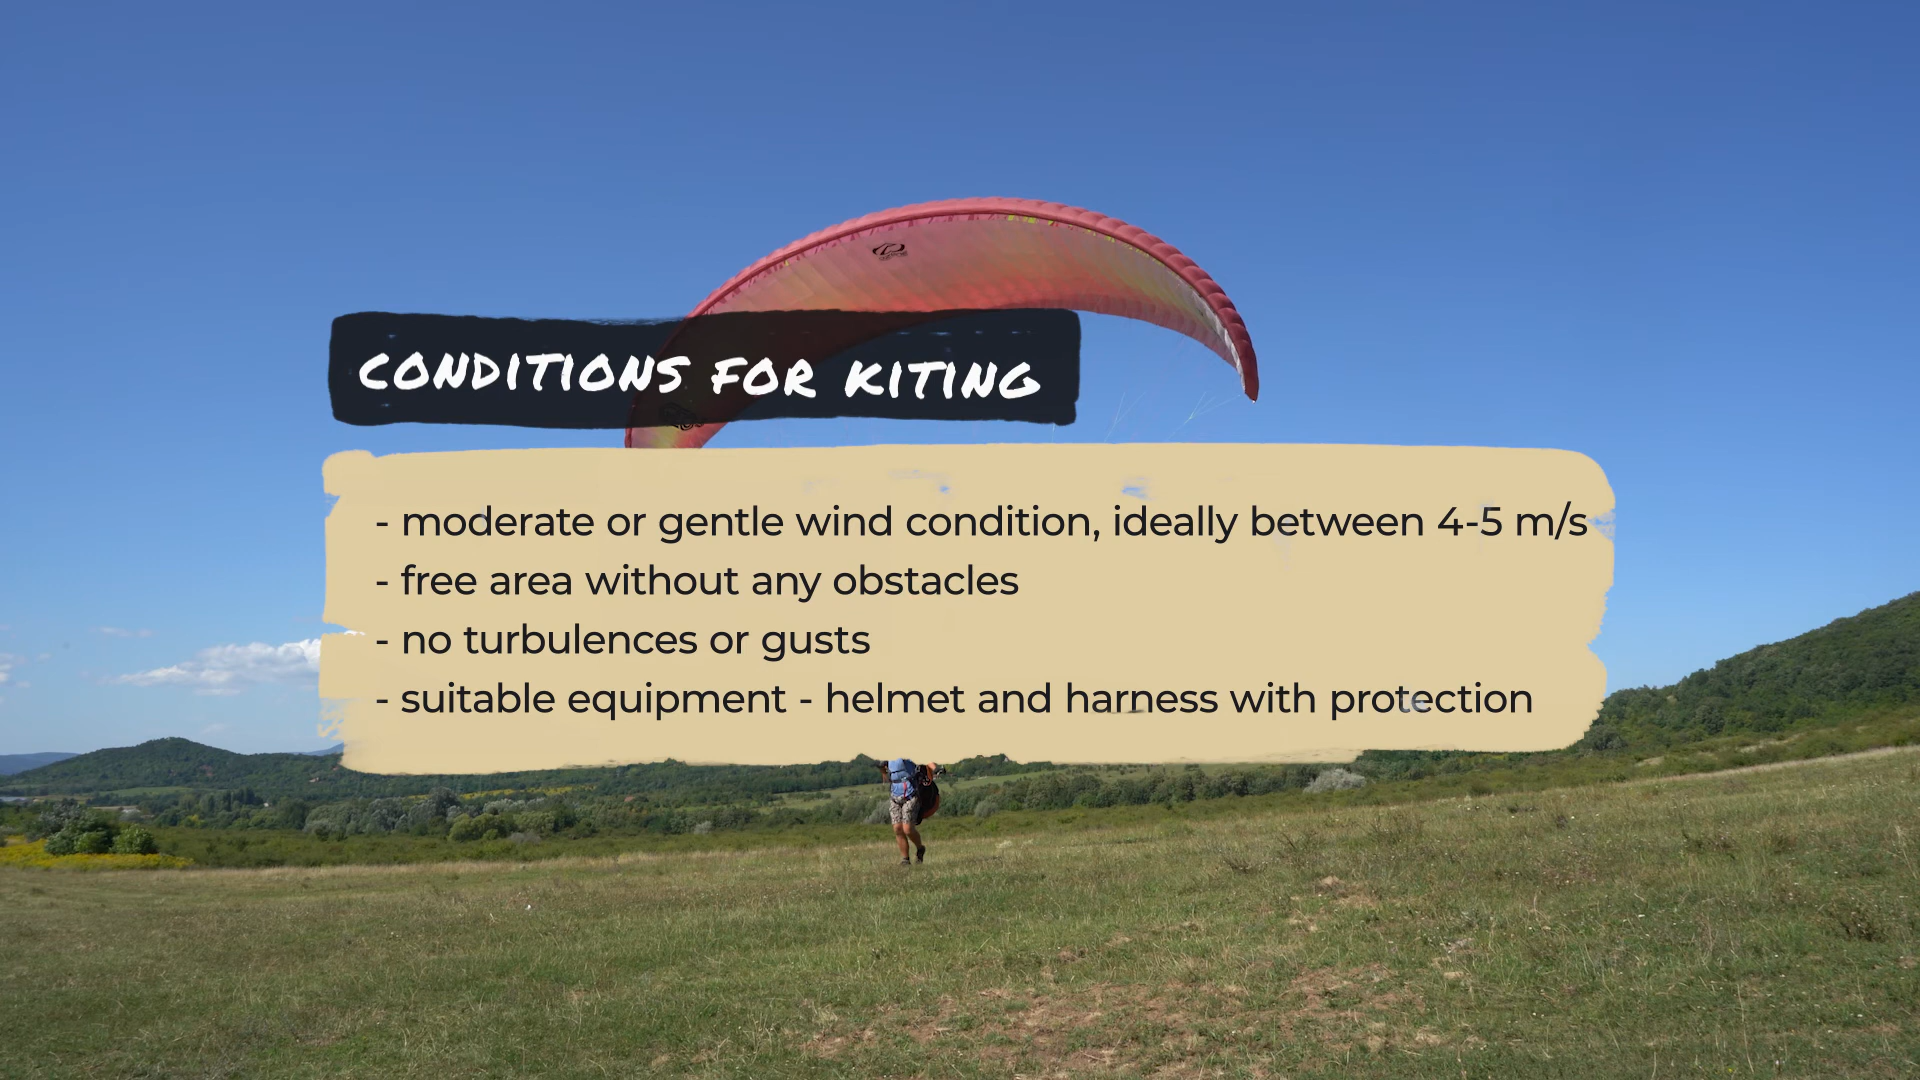 CONDITIONS FOR KITING
- moderate or gentle wind condition, ideally between 4-5 m/s
- free area without any obstacles
- no turbulences or gusts
- suitable equipment - helmet and harness with protection